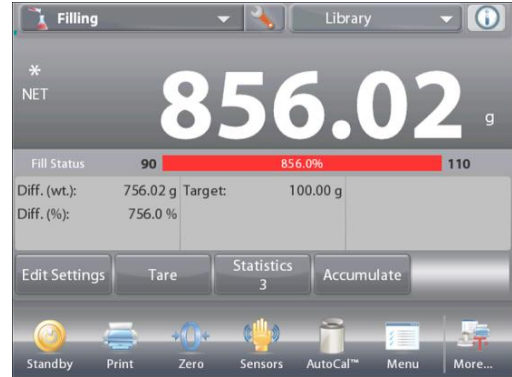 Filling
Library
*
NET
856.02 g
Fill Status 90 856.0% 110
Diff. (wt.): 756.02 g Target: 100.00 g
Diff. (%): 756.0 %
Edit Settings Tare Statistics Accumulate
3
Standby Print Zero Sensors AutoCal™ Menu More...